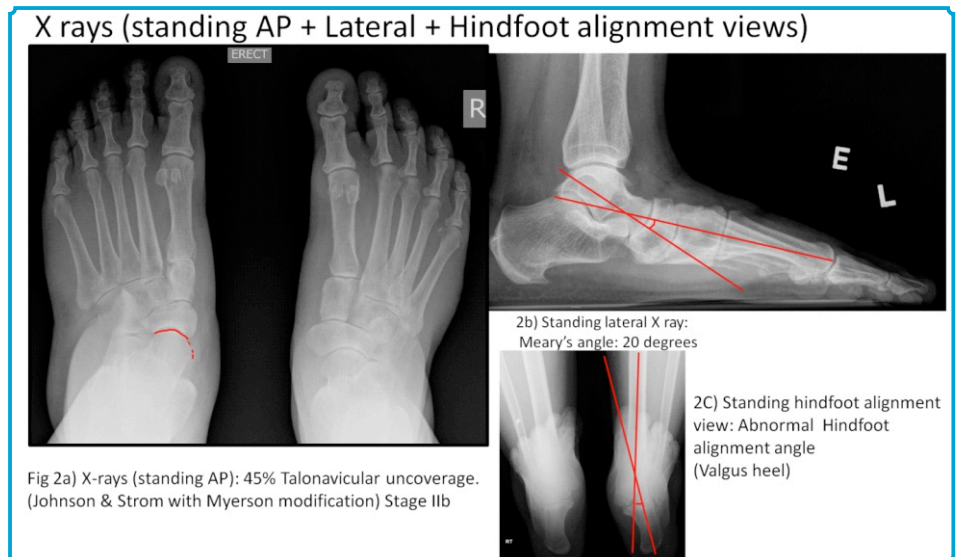 X rays (standing AP + Lateral + Hindfoot alignment views)
ERECT
R
E
L
2b) Standing lateral X ray:
Meary's angle: 20 degrees
2C) Standing hindfoot alignment
view: Abnormal Hindfoot
alignment angle
(Valgus heel)
Fig 2a) X-rays (standing AP): 45% Talonavicular uncoverage.
(Johnson & Strom with Myerson modification) Stage IIb
RT